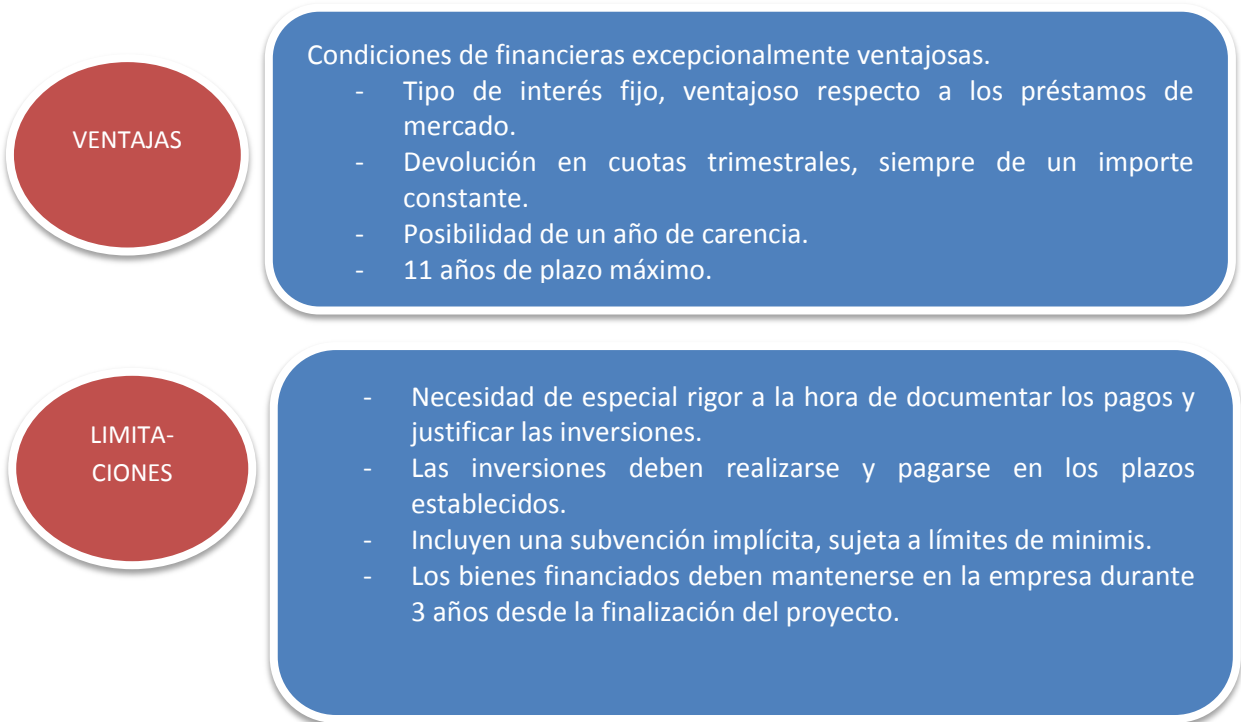 VENTAJAS
Condiciones de financieras excepcionalmente ventajosas.
- Tipo de interés fijo, ventajoso respecto a los préstamos de
mercado.
- Devolución en cuotas trimestrales, siempre de un importe
constante.
- Posibilidad de un año de carencia.
- 11 años de plazo máximo.
LIMITA-
CIONES
- Necesidad de especial rigor a la hora de documentar los pagos y
justificar las inversiones.
- Las inversiones deben realizarse y pagarse en los plazos
establecidos.
- Incluyen una subvención implícita, sujeta a límites de minimis.
- Los bienes financiados deben mantenerse en la empresa durante
3 años desde la finalización del proyecto.